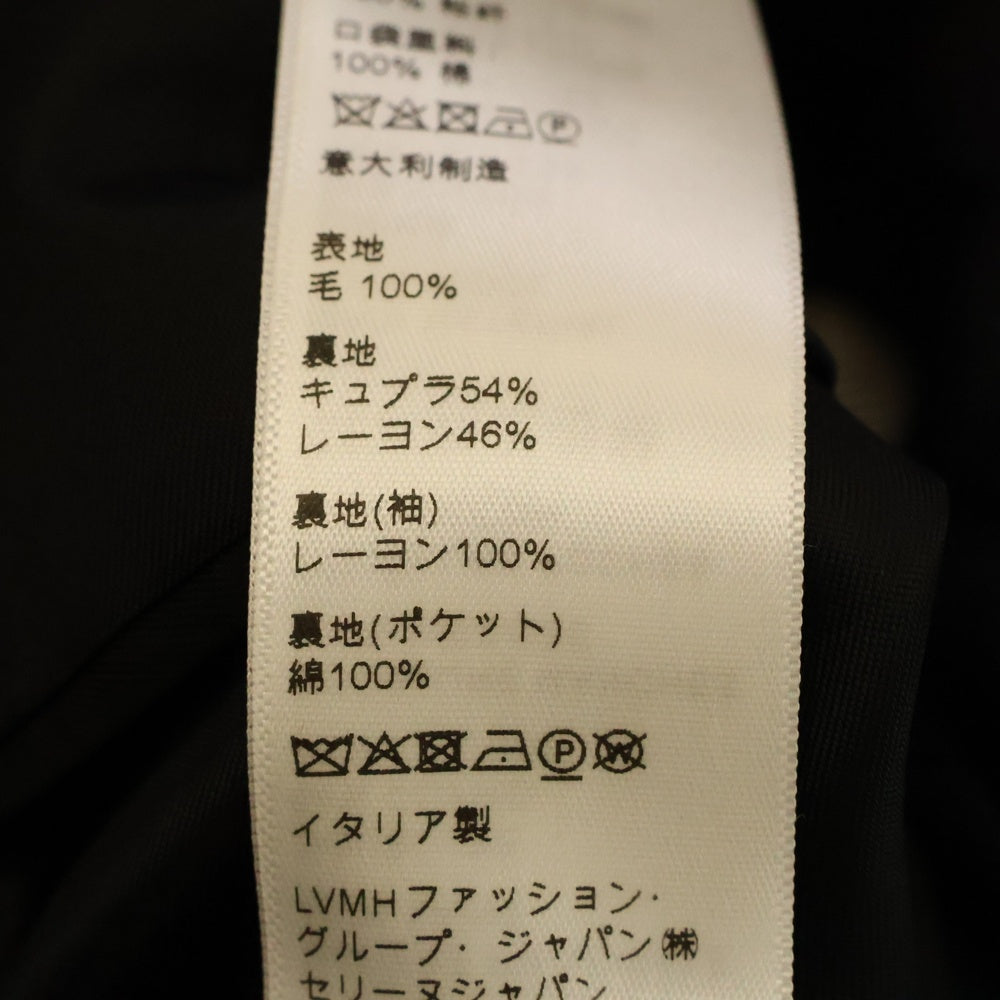 口袋里料
100% 棉
意大利制造
表地
毛 100%
裏地
キュプラ54%
レーヨン46%
裏地(袖)
レーヨン100%
裏地(ポケット)
綿100%
P
W
イタリア製
LVMHファッション・
グループ・ジャパン㈱
セリーヌジャパン